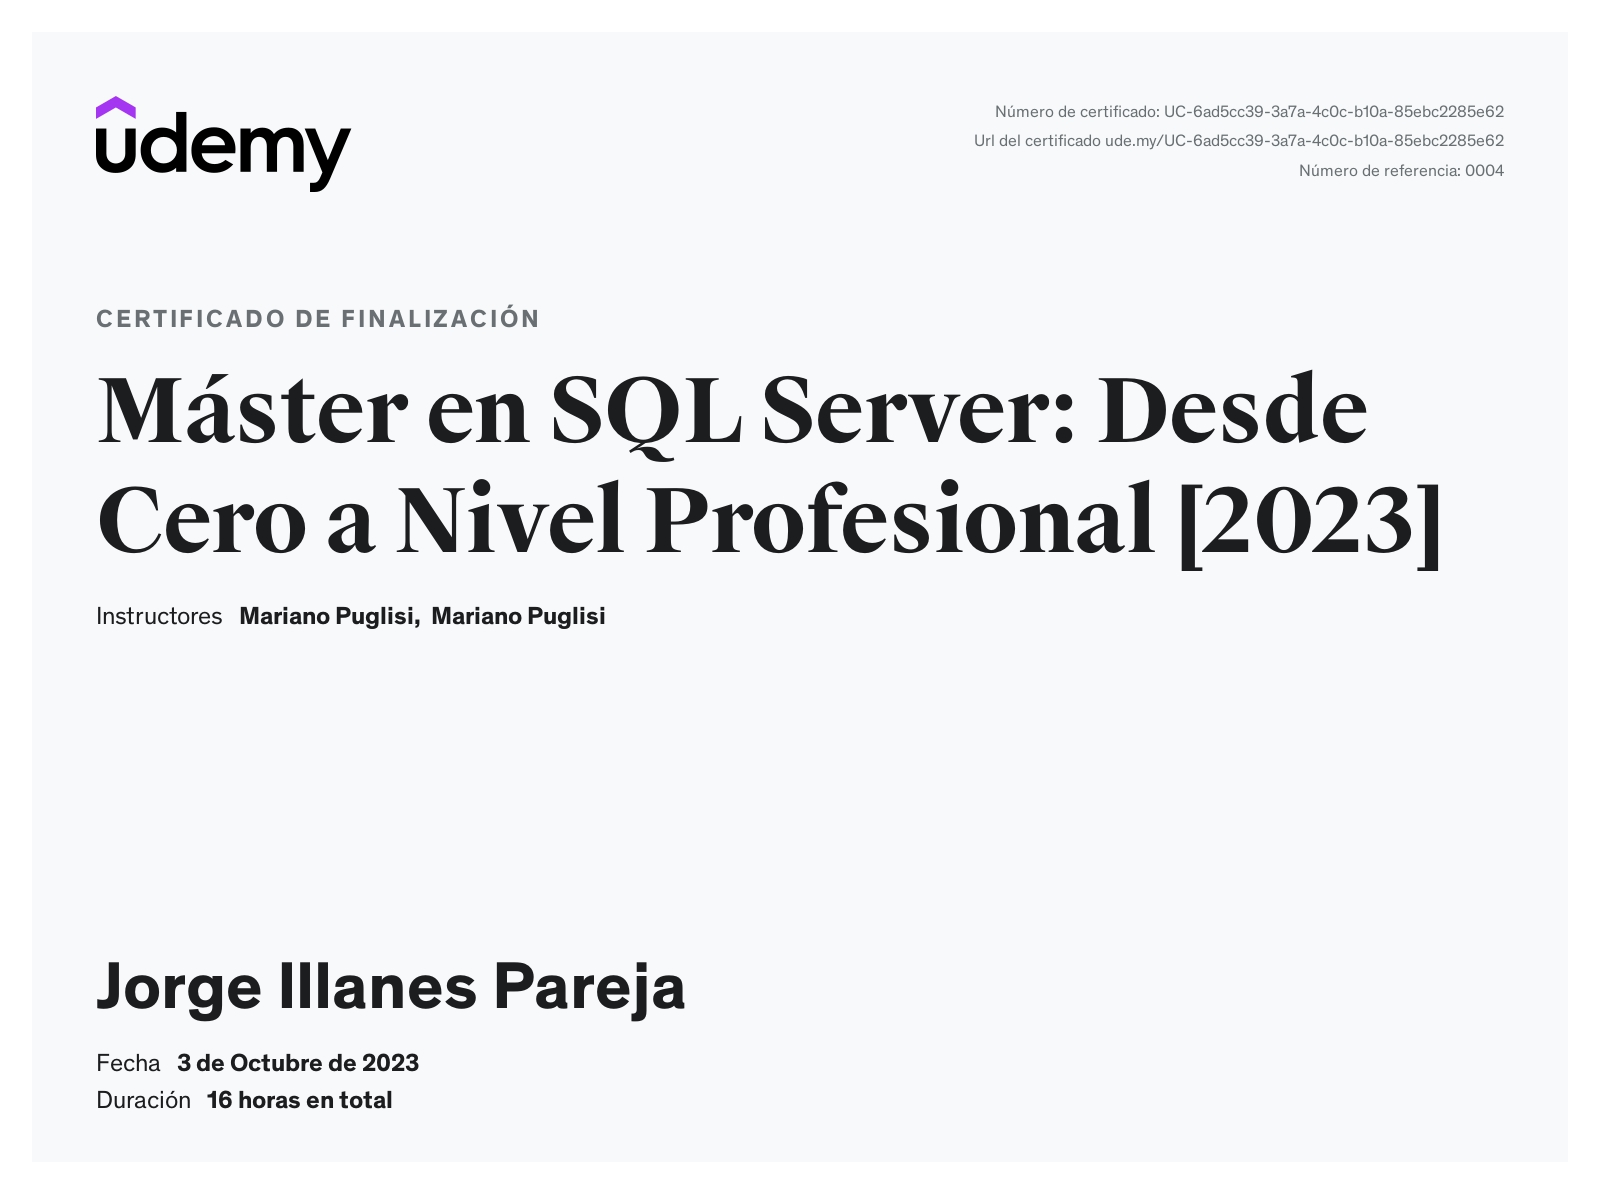 udemy
Número de certificado: UC-6ad5cc39-3a7a-4c0c-b10a-85ebc2285e62
Url del certificado ude.my/UC-6ad5cc39-3a7a-4c0c-b10a-85ebc2285e62
Número de referencia: 0004
CERTIFICADO DE FINALIZACIÓN
Máster en SQL Server: Desde
Cero a Nivel Profesional [2023]
Instructores Mariano Puglisi, Mariano Puglisi
Jorge Illanes Pareja
Fecha 3 de Octubre de 2023
Duración 16 horas en total